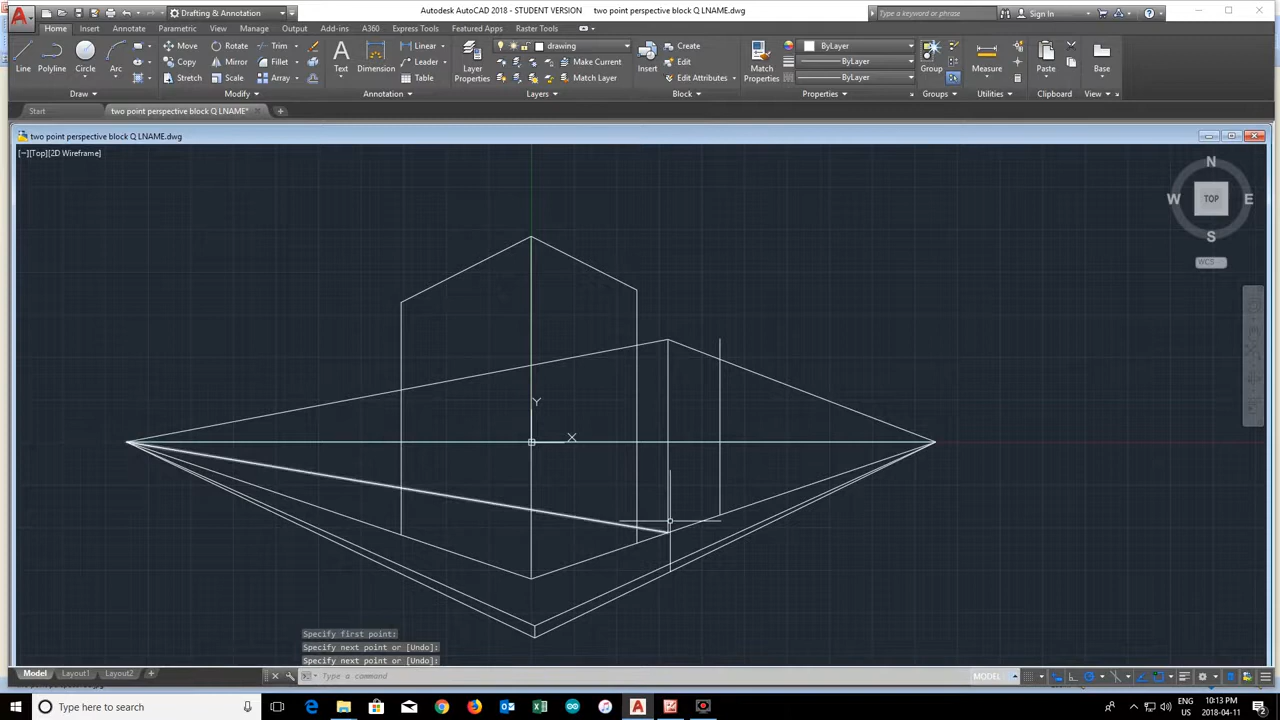 Drafting & Annotation
Autodesk AutoCAD 2018 - STUDENT VERSION two point perspective block Q LNAME.dwg
Type a keyword or phrase
Sign In
Home Insert Annotate Parametric View Manage Output Add-ins A360 Express Tools Featured Apps Raster Tools
Line Polyline Circle Arc
Move Rotate Trim
Copy Mirror Fillet
Stretch Scale Array
Text Dimension
Linear
Leader
Table
Layer Properties
drawing
Make Current
Match Layer
Insert
Create
Edit
Edit Attributes
Match Properties
ByLayer
ByLayer
ByLayer
Group Measure Paste Base
Draw Modify Annotation Layers Block Properties Groups Utilities Clipboard View
Start two point perspective block Q LNAME*
two point perspective block Q LNAME.dwg
[−][Top][2D Wireframe]
N
W TOP E
S
WCS
Y
X
Specify first point:
Specify next point or [Undo]:
Specify next point or [Undo]:
Type a command
Model Layout1 Layout2
MODEL
Type here to search
ENG
US
10:13 PM
2018-04-11